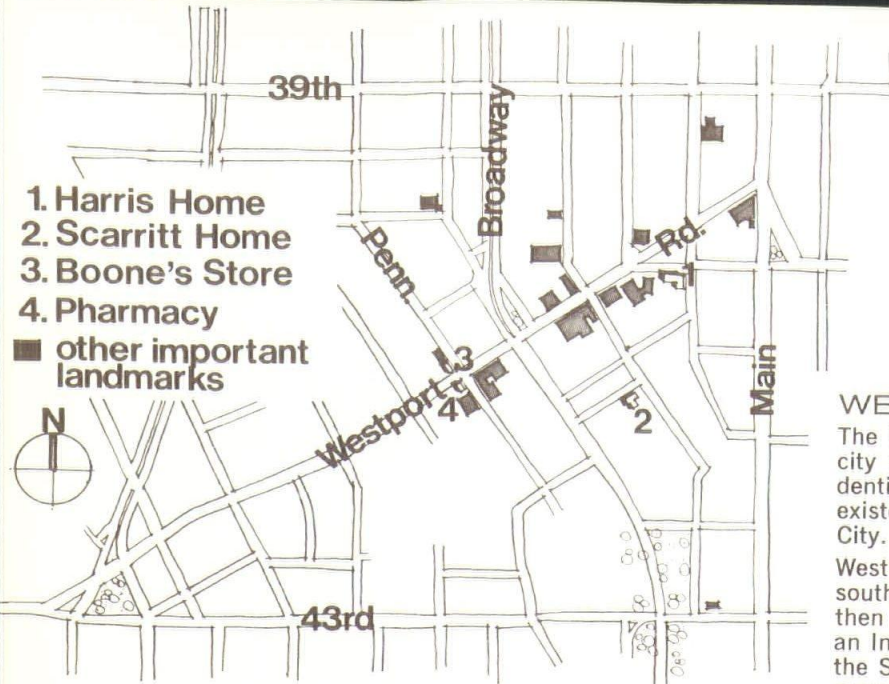 39th
Broadway
1. Harris Home
2. Scarritt Home
3. Boone's Store
4. Pharmacy
other important
landmarks
Penn.
Rd.
1
3
4
Westport
2
Main
N
43rd
WE
The
city
denti
existe
City.
West
south
then
an In
the S